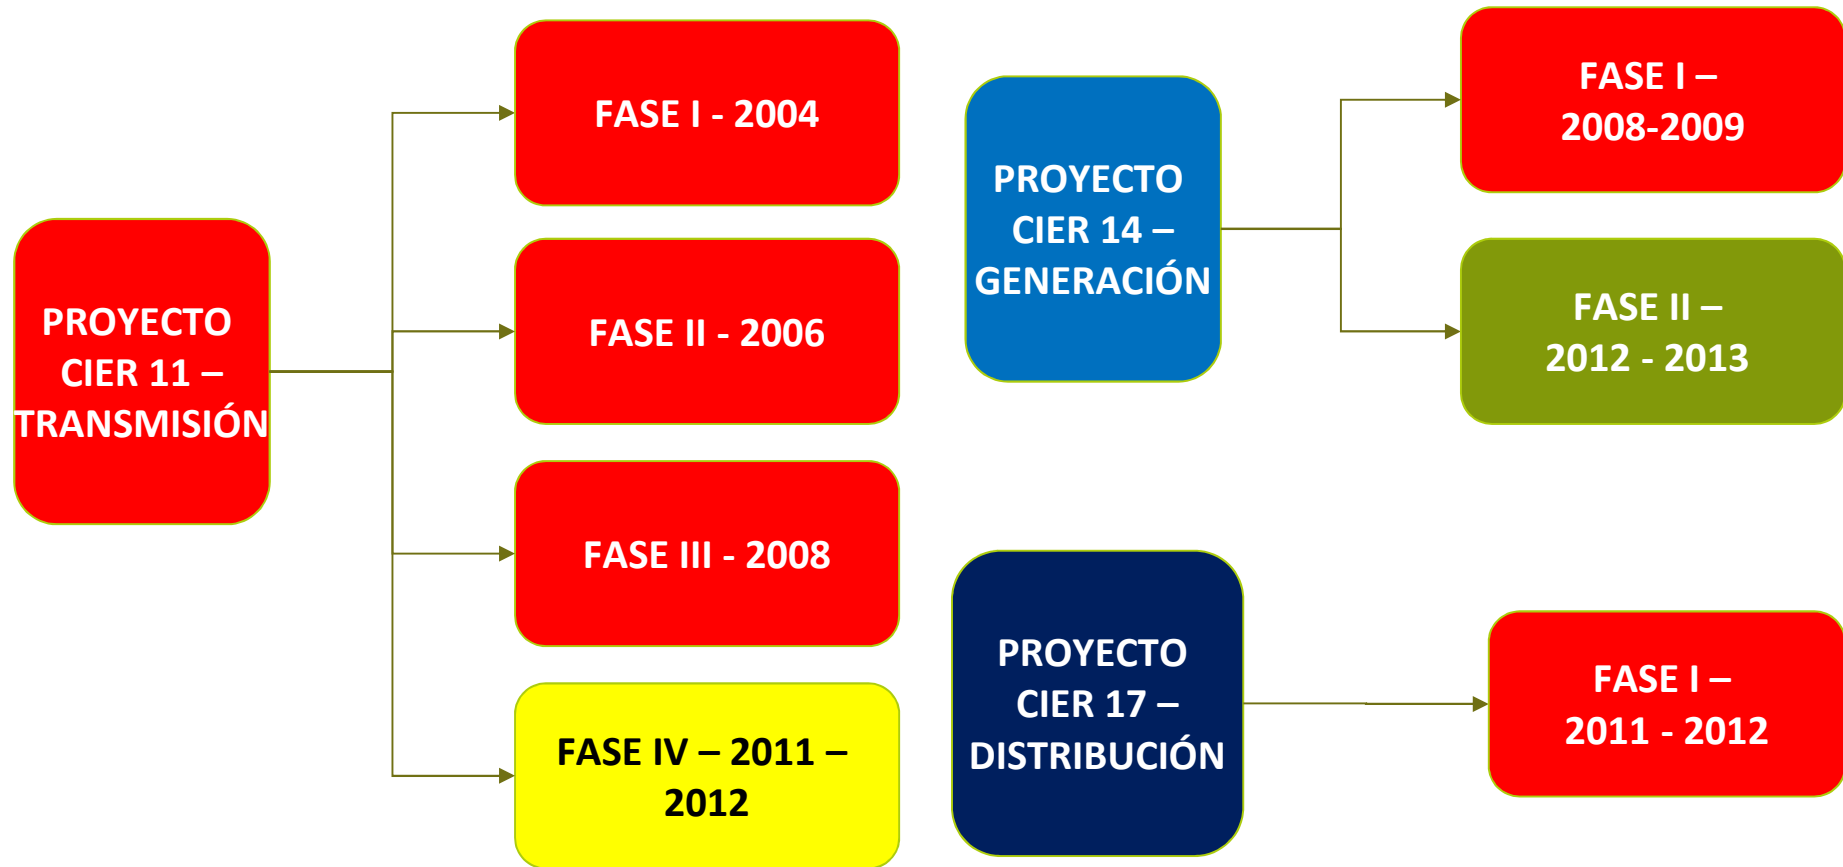 PROYECTO
CIER 11 –
TRANSMISIÓN
FASE I - 2004
FASE II - 2006
FASE III - 2008
FASE IV – 2011 –
2012
PROYECTO
CIER 14 –
GENERACIÓN
FASE I –
2008-2009
FASE II –
2012 - 2013
PROYECTO
CIER 17 –
DISTRIBUCIÓN
FASE I –
2011 - 2012